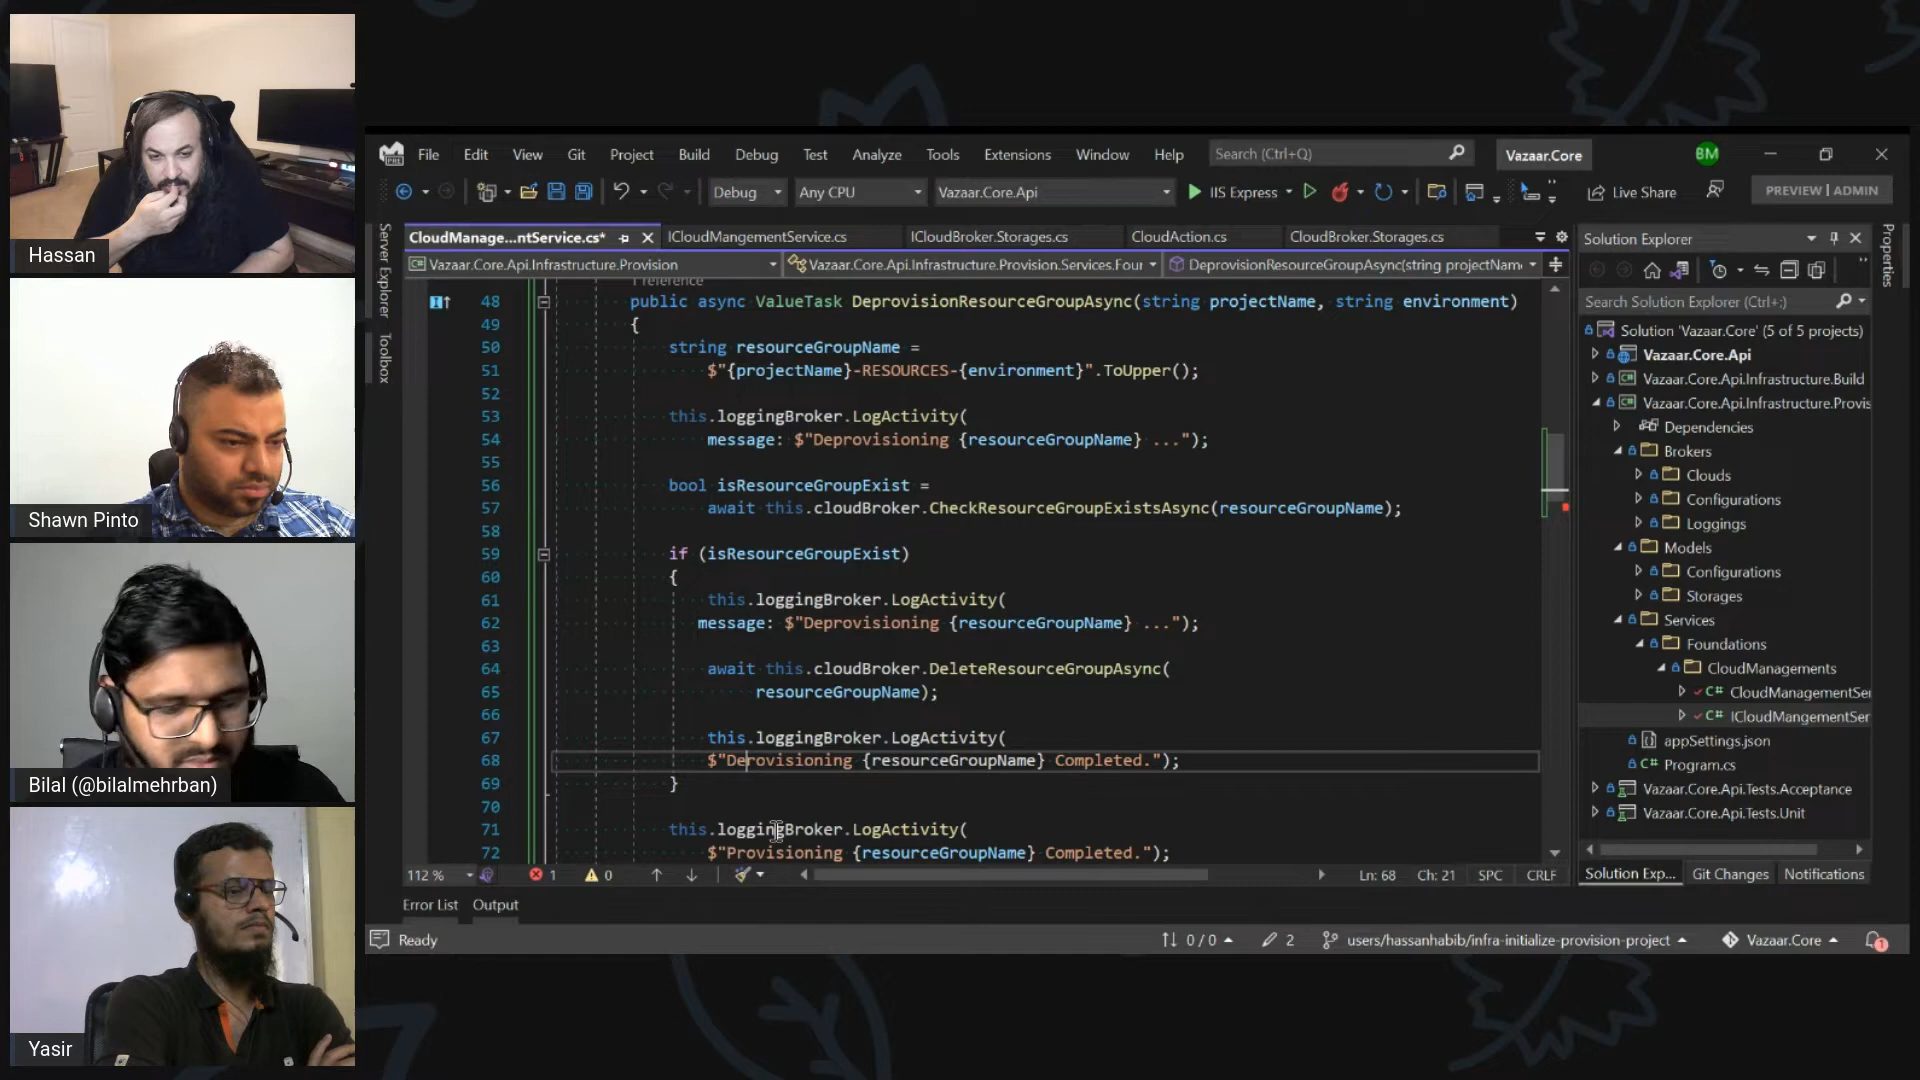 Hassan
Shawn Pinto
Bilal (@bilalmehrban)
Yasir
File Edit View Git Project Build Debug Test Analyze Tools Extensions Window Help Search (Ctrl+Q) Vazaar.Core BM
Debug Any CPU Vazaar.Core.Api IIS Express Live Share PREVIEW | ADMIN
CloudManage...ntService.cs* ICloudMangementService.cs ICloudBroker.Storages.cs CloudAction.cs CloudBroker.Storages.cs
Vazaar.Core.Api.Infrastructure.Provision Vazaar.Core.Api.Infrastructure.Provision.Services.Four DeprovisionResourceGroupAsync(string projectName
Server Explorer
Toolbox
1 reference
48 public async ValueTask DeprovisionResourceGroupAsync(string projectName, string environment)
49 {
50 string resourceGroupName =
51 $"{projectName}-RESOURCES-{environment}".ToUpper();
52
53 this.loggingBroker.LogActivity(
54 message: $"Deprovisioning {resourceGroupName} ...");
55
56 bool isResourceGroupExist =
57 await this.cloudBroker.CheckResourceGroupExistsAsync(resourceGroupName);
58
59 if (isResourceGroupExist)
60 {
61 this.loggingBroker.LogActivity(
62 message: $"Deprovisioning {resourceGroupName} ...");
63
64 await this.cloudBroker.DeleteResourceGroupAsync(
65 resourceGroupName);
66
67 this.loggingBroker.LogActivity(
68 $"Derovisioning {resourceGroupName} Completed.");
69 }
70
71 this.loggingBroker.LogActivity(
72 $"Provisioning {resourceGroupName} Completed.");
112 % 1 0 Ln: 68 Ch: 21 SPC CRLF
Error List Output
Solution Explorer
Search Solution Explorer (Ctrl+;)
Solution 'Vazaar.Core' (5 of 5 projects)
Vazaar.Core.Api
Vazaar.Core.Api.Infrastructure.Build
Vazaar.Core.Api.Infrastructure.Provis
Dependencies
Brokers
Clouds
Configurations
Loggings
Models
Configurations
Storages
Services
Foundations
CloudManagements
C# CloudManagementSer
C# ICloudMangementSer
appSettings.json
C# Program.cs
Vazaar.Core.Api.Tests.Acceptance
Vazaar.Core.Api.Tests.Unit
Solution Exp... Git Changes Notifications
Properties
Ready 0 / 0 2 users/hassanhabib/infra-initialize-provision-project Vazaar.Core 1